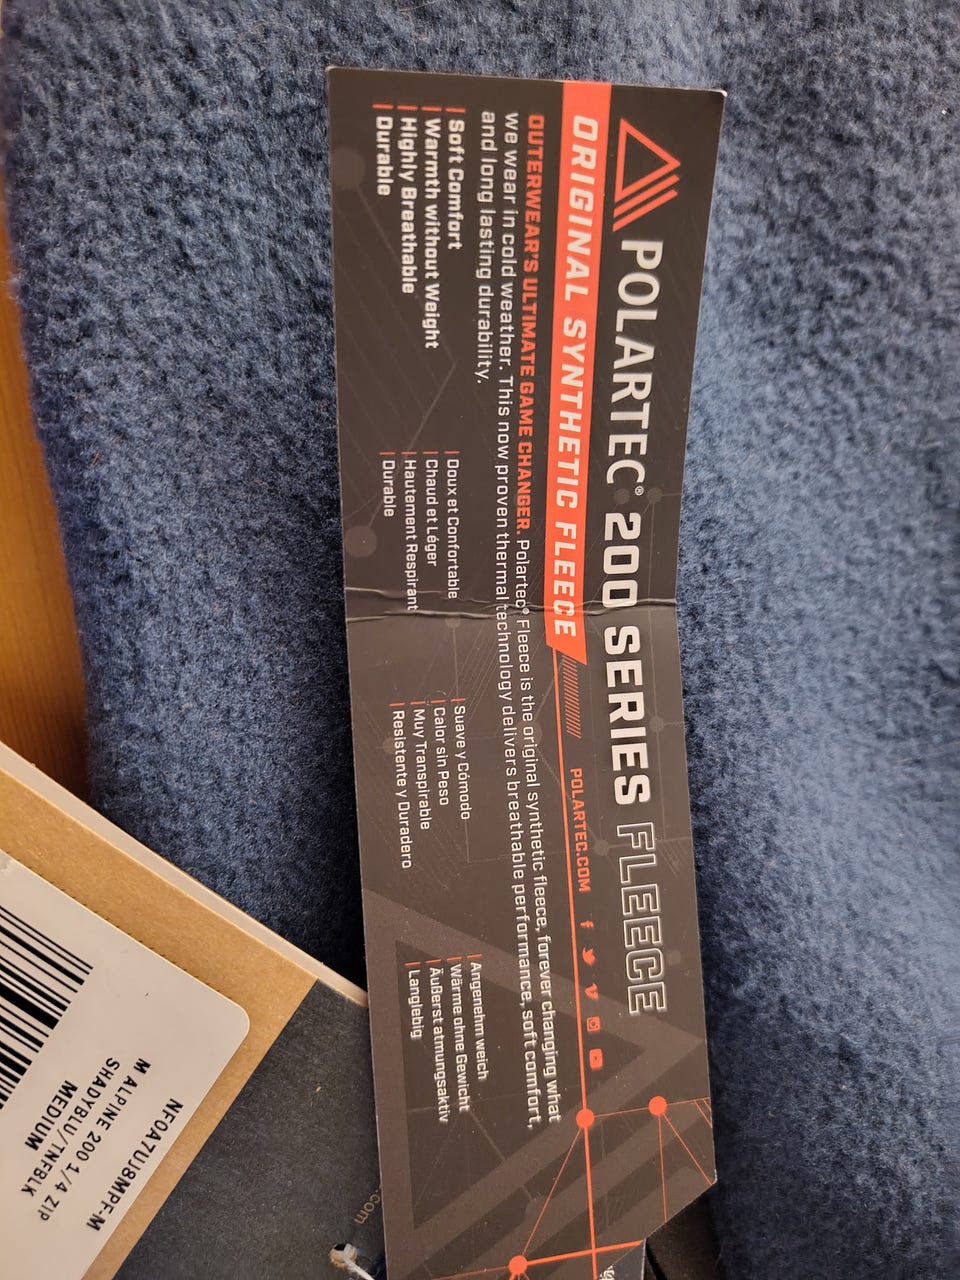 POLARTEC® 200 SERIES FLEECE
ORIGINAL SYNTHETIC FLEECE
POLARTEC.COM
OUTERWEAR'S ULTIMATE GAME CHANGER. Polartec® Fleece is the original synthetic fleece, forever changing what
we wear in cold weather. This now proven thermal technology delivers breathable performance, soft comfort,
and long lasting durability.
Soft Comfort
Warmth without Weight
Highly Breathable
Durable
Doux et Confortable
Chaud et Léger
Hautement Respirant
Durable
Suave y Cómodo
Calor sin Peso
Muy Transpirable
Resistente y Duradero
Angenehm weich
Wärme ohne Gewicht
Äußerst atmungsaktiv
Langlebig
NF0A7UJ8MPF-M
M ALPINE 200 1/4 ZIP
SHADYBLU/TNFBLK
MEDIUM
.com